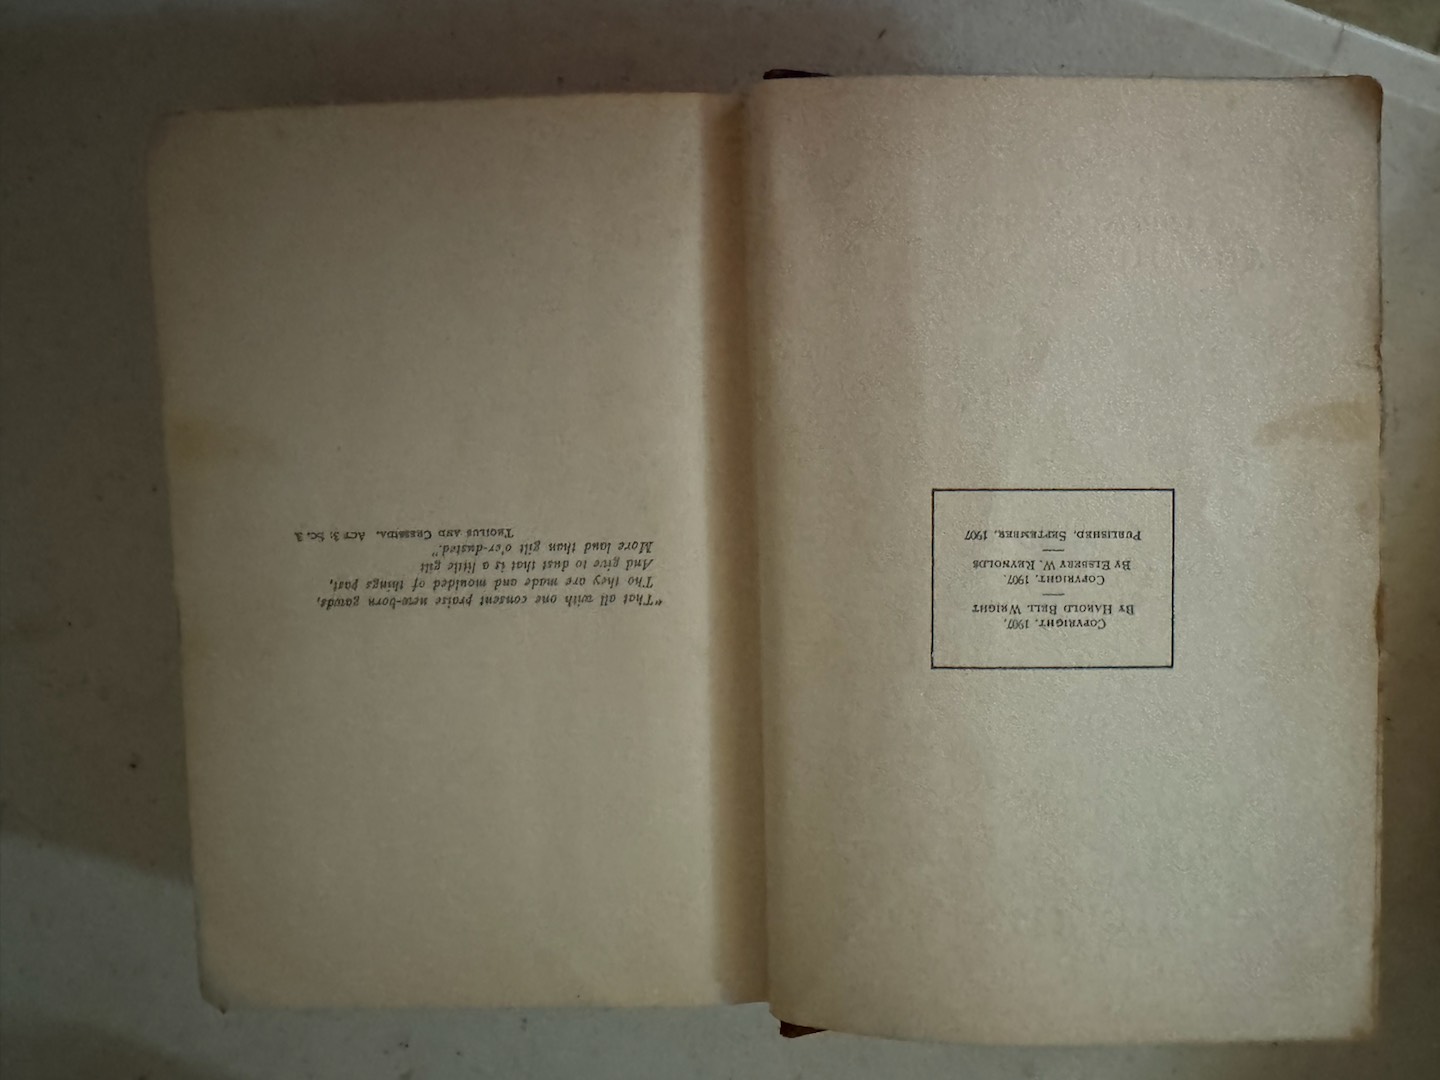 COPYRIGHT, 1907,
BY HAROLD BELL WRIGHT
COPYRIGHT, 1907,
BY ELSBERY W. REYNOLDS
PUBLISHED, SEPTEMBER, 1907
"That all with one consent praise new-born gawds,
Tho they are made and moulded of things past,
And give to dust that is a little gilt
More laud than gilt o'er-dusted."
TROILUS AND CRESSIDA. ACT 3; SC. 3.